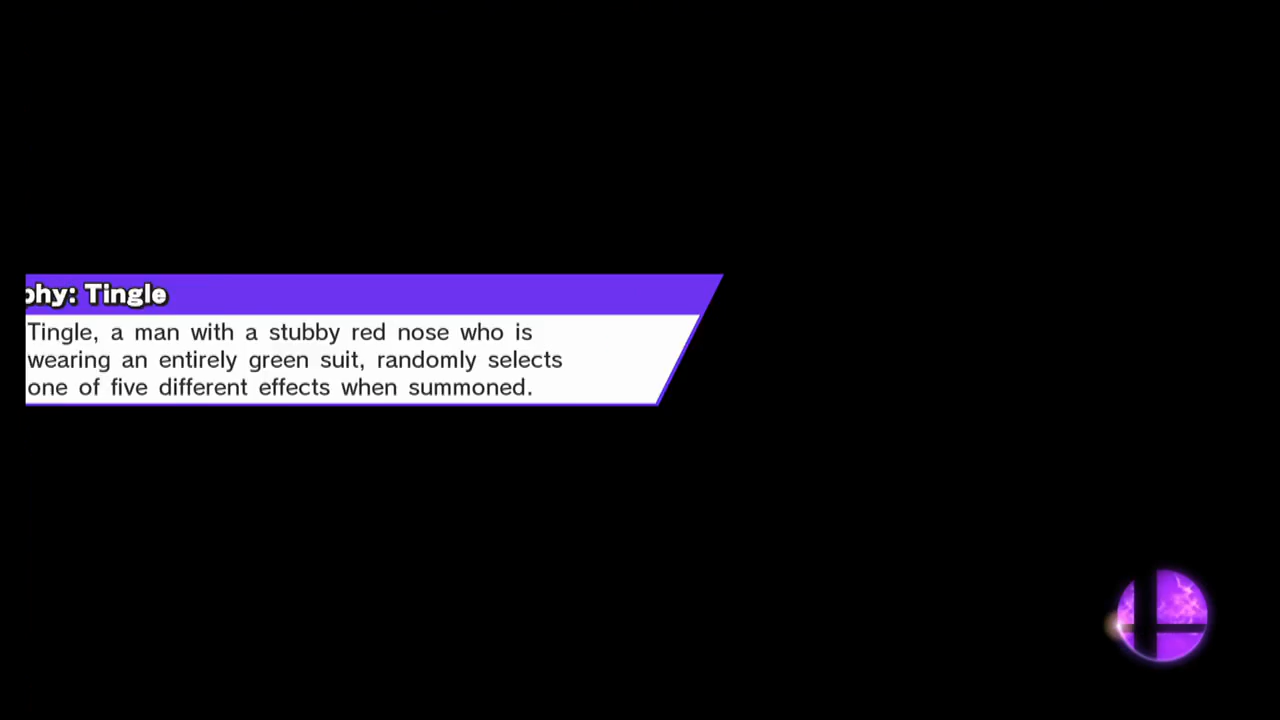 phy: Tingle
Tingle, a man with a stubby red nose who is
wearing an entirely green suit, randomly selects
one of five different effects when summoned.